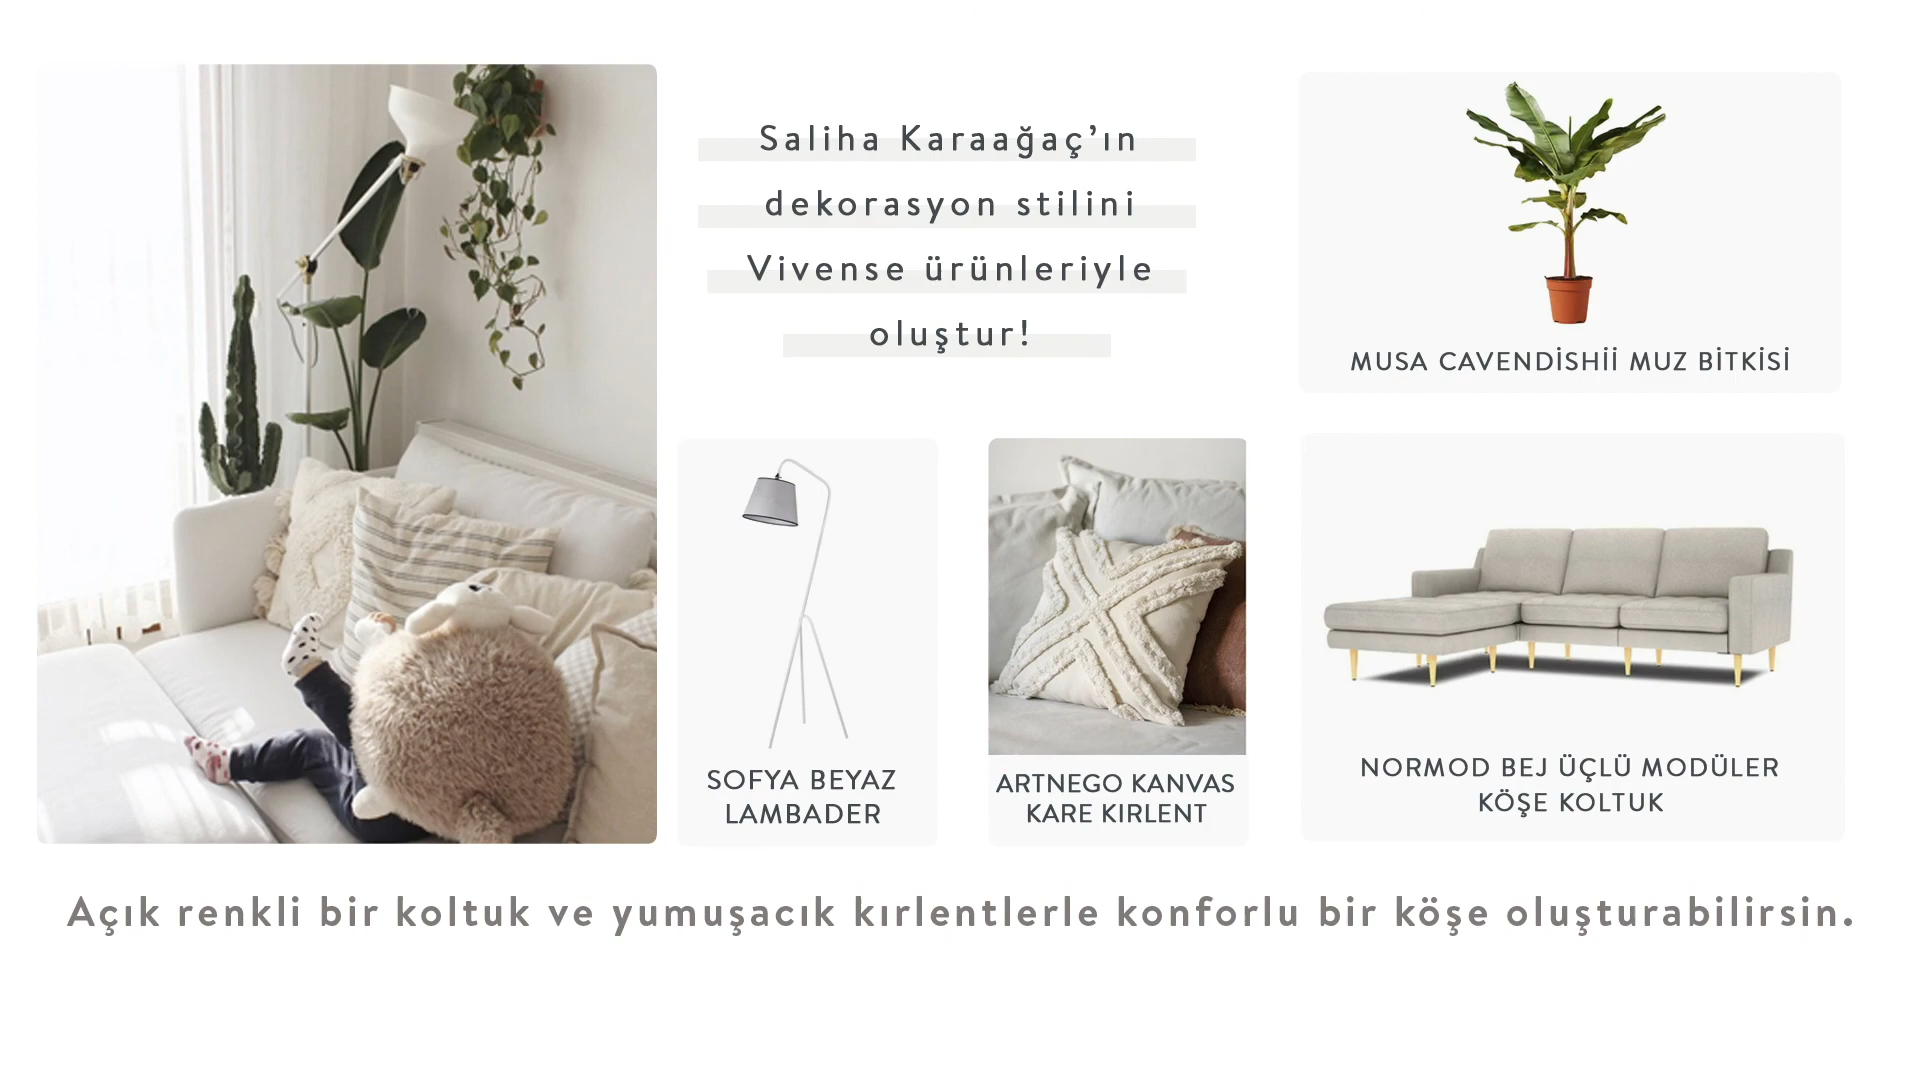 Saliha Karaağaç’ın
dekorasyon stilini
Vivense ürünleriyle
oluştur!
MUSA CAVENDİSHİİ MUZ BİTKİSİ
SOFYA BEYAZ
LAMBADER
ARTNEGO KANVAS
KARE KIRLENT
NORMOD BEJ ÜÇLÜ MODÜLER
KÖŞE KOLTUK
Açık renkli bir koltuk ve yumuşacık kırlentlerle konforlu bir köşe oluşturabilirsin.